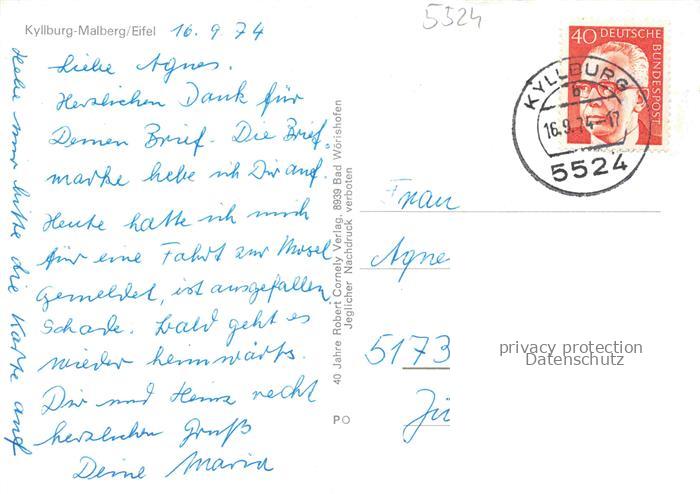 Kyllburg-Malberg/Eifel 16.9.74
5524
Liebe Agnes.
Herzlichen Dank für
Deinen Brief. Die Brief-
marke hebe ich Dir auf.
Heute hatte ich mich
für eine Fahrt zur Mosel
gemeldet, ist ausgefallen
Schade. Bald geht es
wieder heimwärts.
Dir und Heinz recht
herzlichen Gruß
Deine Maria
Hebe mir bitte die Karte auf
40 Jahre Robert Cornely Verlag, 8939 Bad Wörishofen
Jeglicher Nachdruck verboten
PO
40 DEUTSCHE
BUNDESPOST
KYLLBURG
b
16.9.74-17
5524
Frau
Agne
5173
Jü
privacy protection
Datenschutz